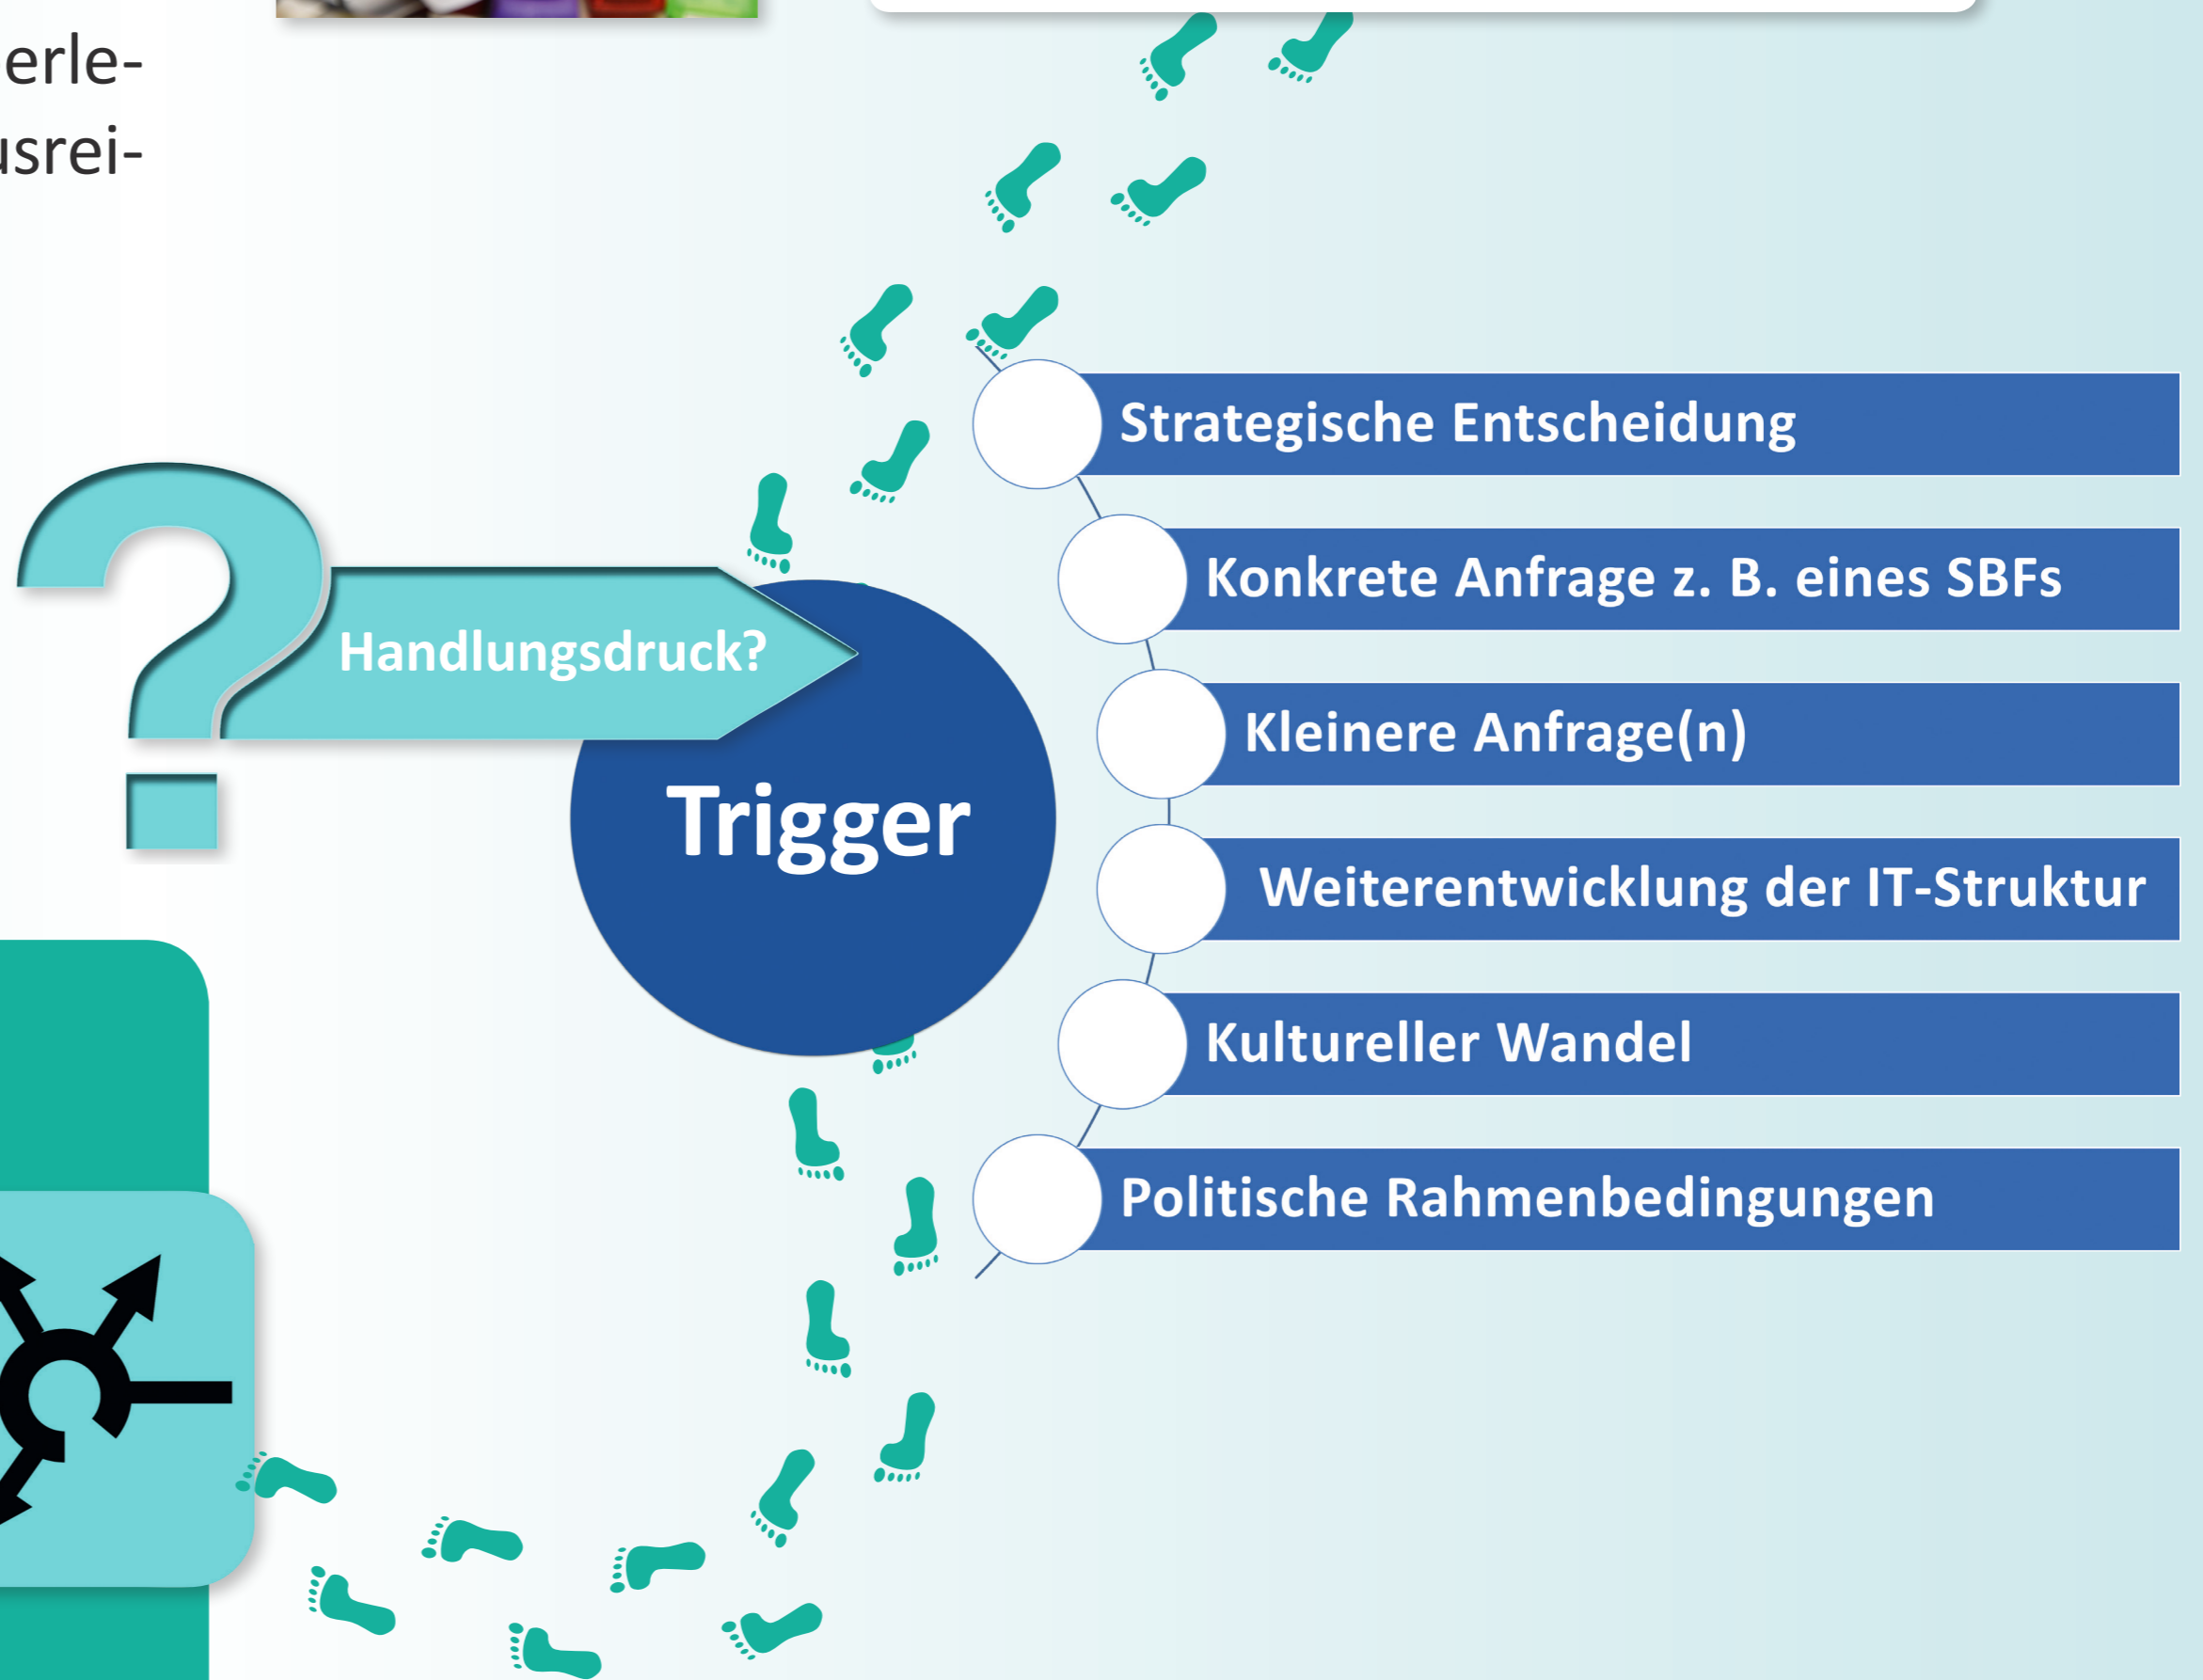 erle-
usrei-
Handlungsdruck?
Trigger
Strategische Entscheidung
Konkrete Anfrage z. B. eines SBFs
Kleinere Anfrage(n)
Weiterentwicklung der IT-Struktur
Kultureller Wandel
Politische Rahmenbedingungen